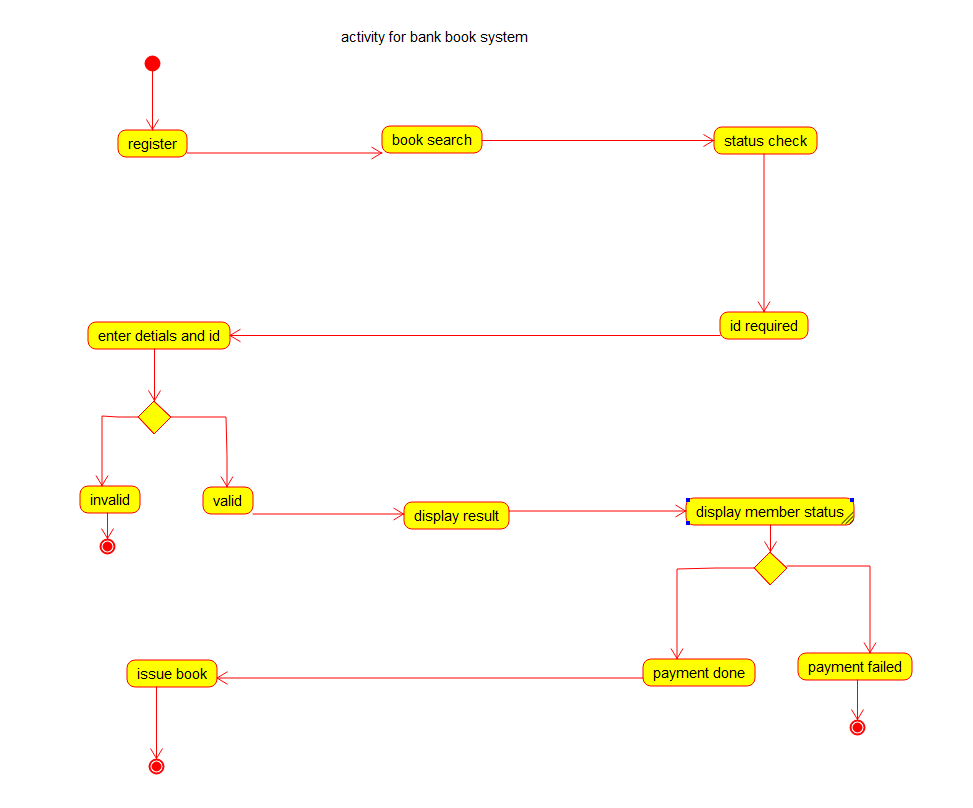 activity for bank book system
register
book search
status check
id required
enter detials and id
invalid
valid
display result
display member status
payment done
payment failed
issue book